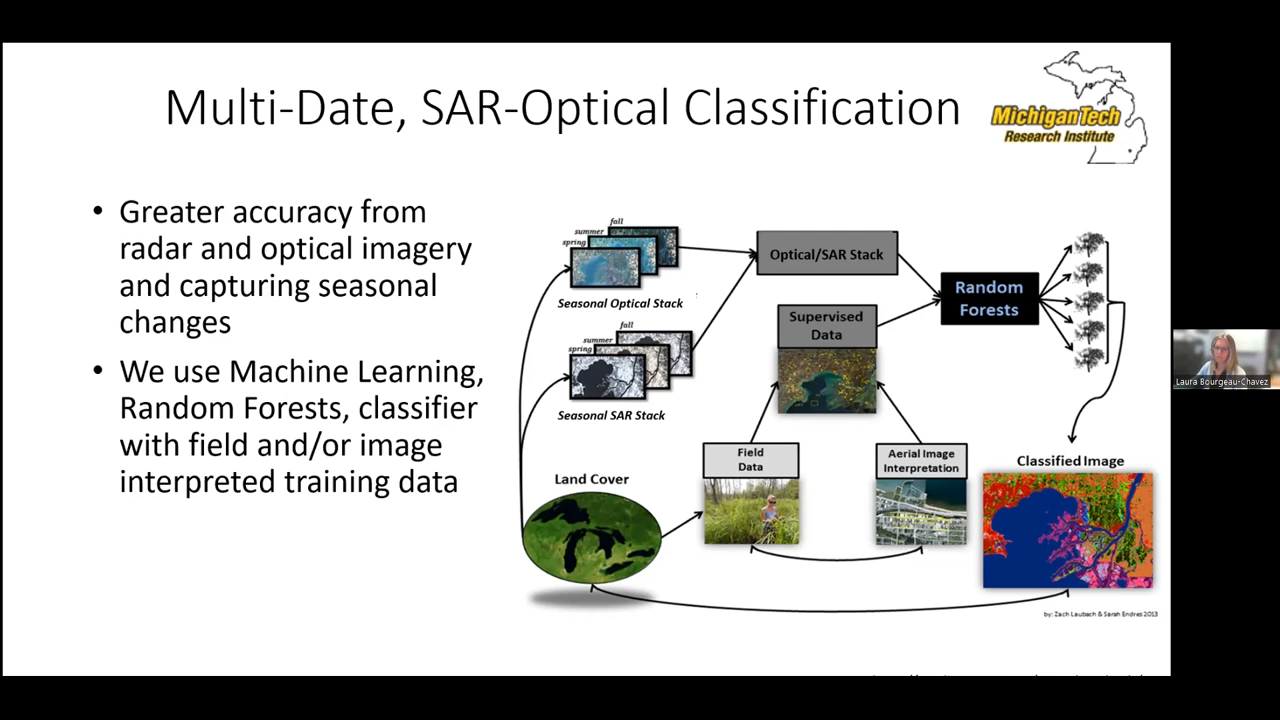 Multi-Date, SAR-Optical Classification
MichiganTech
Research Institute
• Greater accuracy from
radar and optical imagery
and capturing seasonal
changes
• We use Machine Learning,
Random Forests, classifier
with field and/or image
interpreted training data
fall
summer
spring
Seasonal Optical Stack
fall
summer
spring
Seasonal SAR Stack
Land Cover
Optical/SAR Stack
Supervised
Data
Field
Data
Aerial Image
Interpretation
Random
Forests
Classified Image
by: Zach Laubach & Sarah Endres 2013
Laura Bourgeau-Chavez